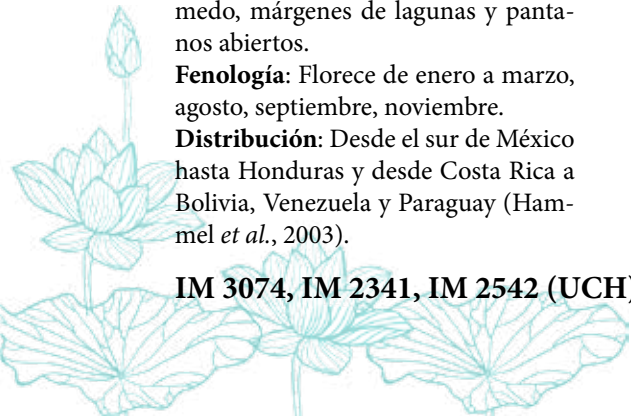 medo, márgenes de lagunas y panta-
nos abiertos.
Fenología: Florece de enero a marzo,
agosto, septiembre, noviembre.
Distribución: Desde el sur de México
hasta Honduras y desde Costa Rica a
Bolivia, Venezuela y Paraguay (Ham-
mel et al., 2003).
IM 3074, IM 2341, IM 2542 (UCH)